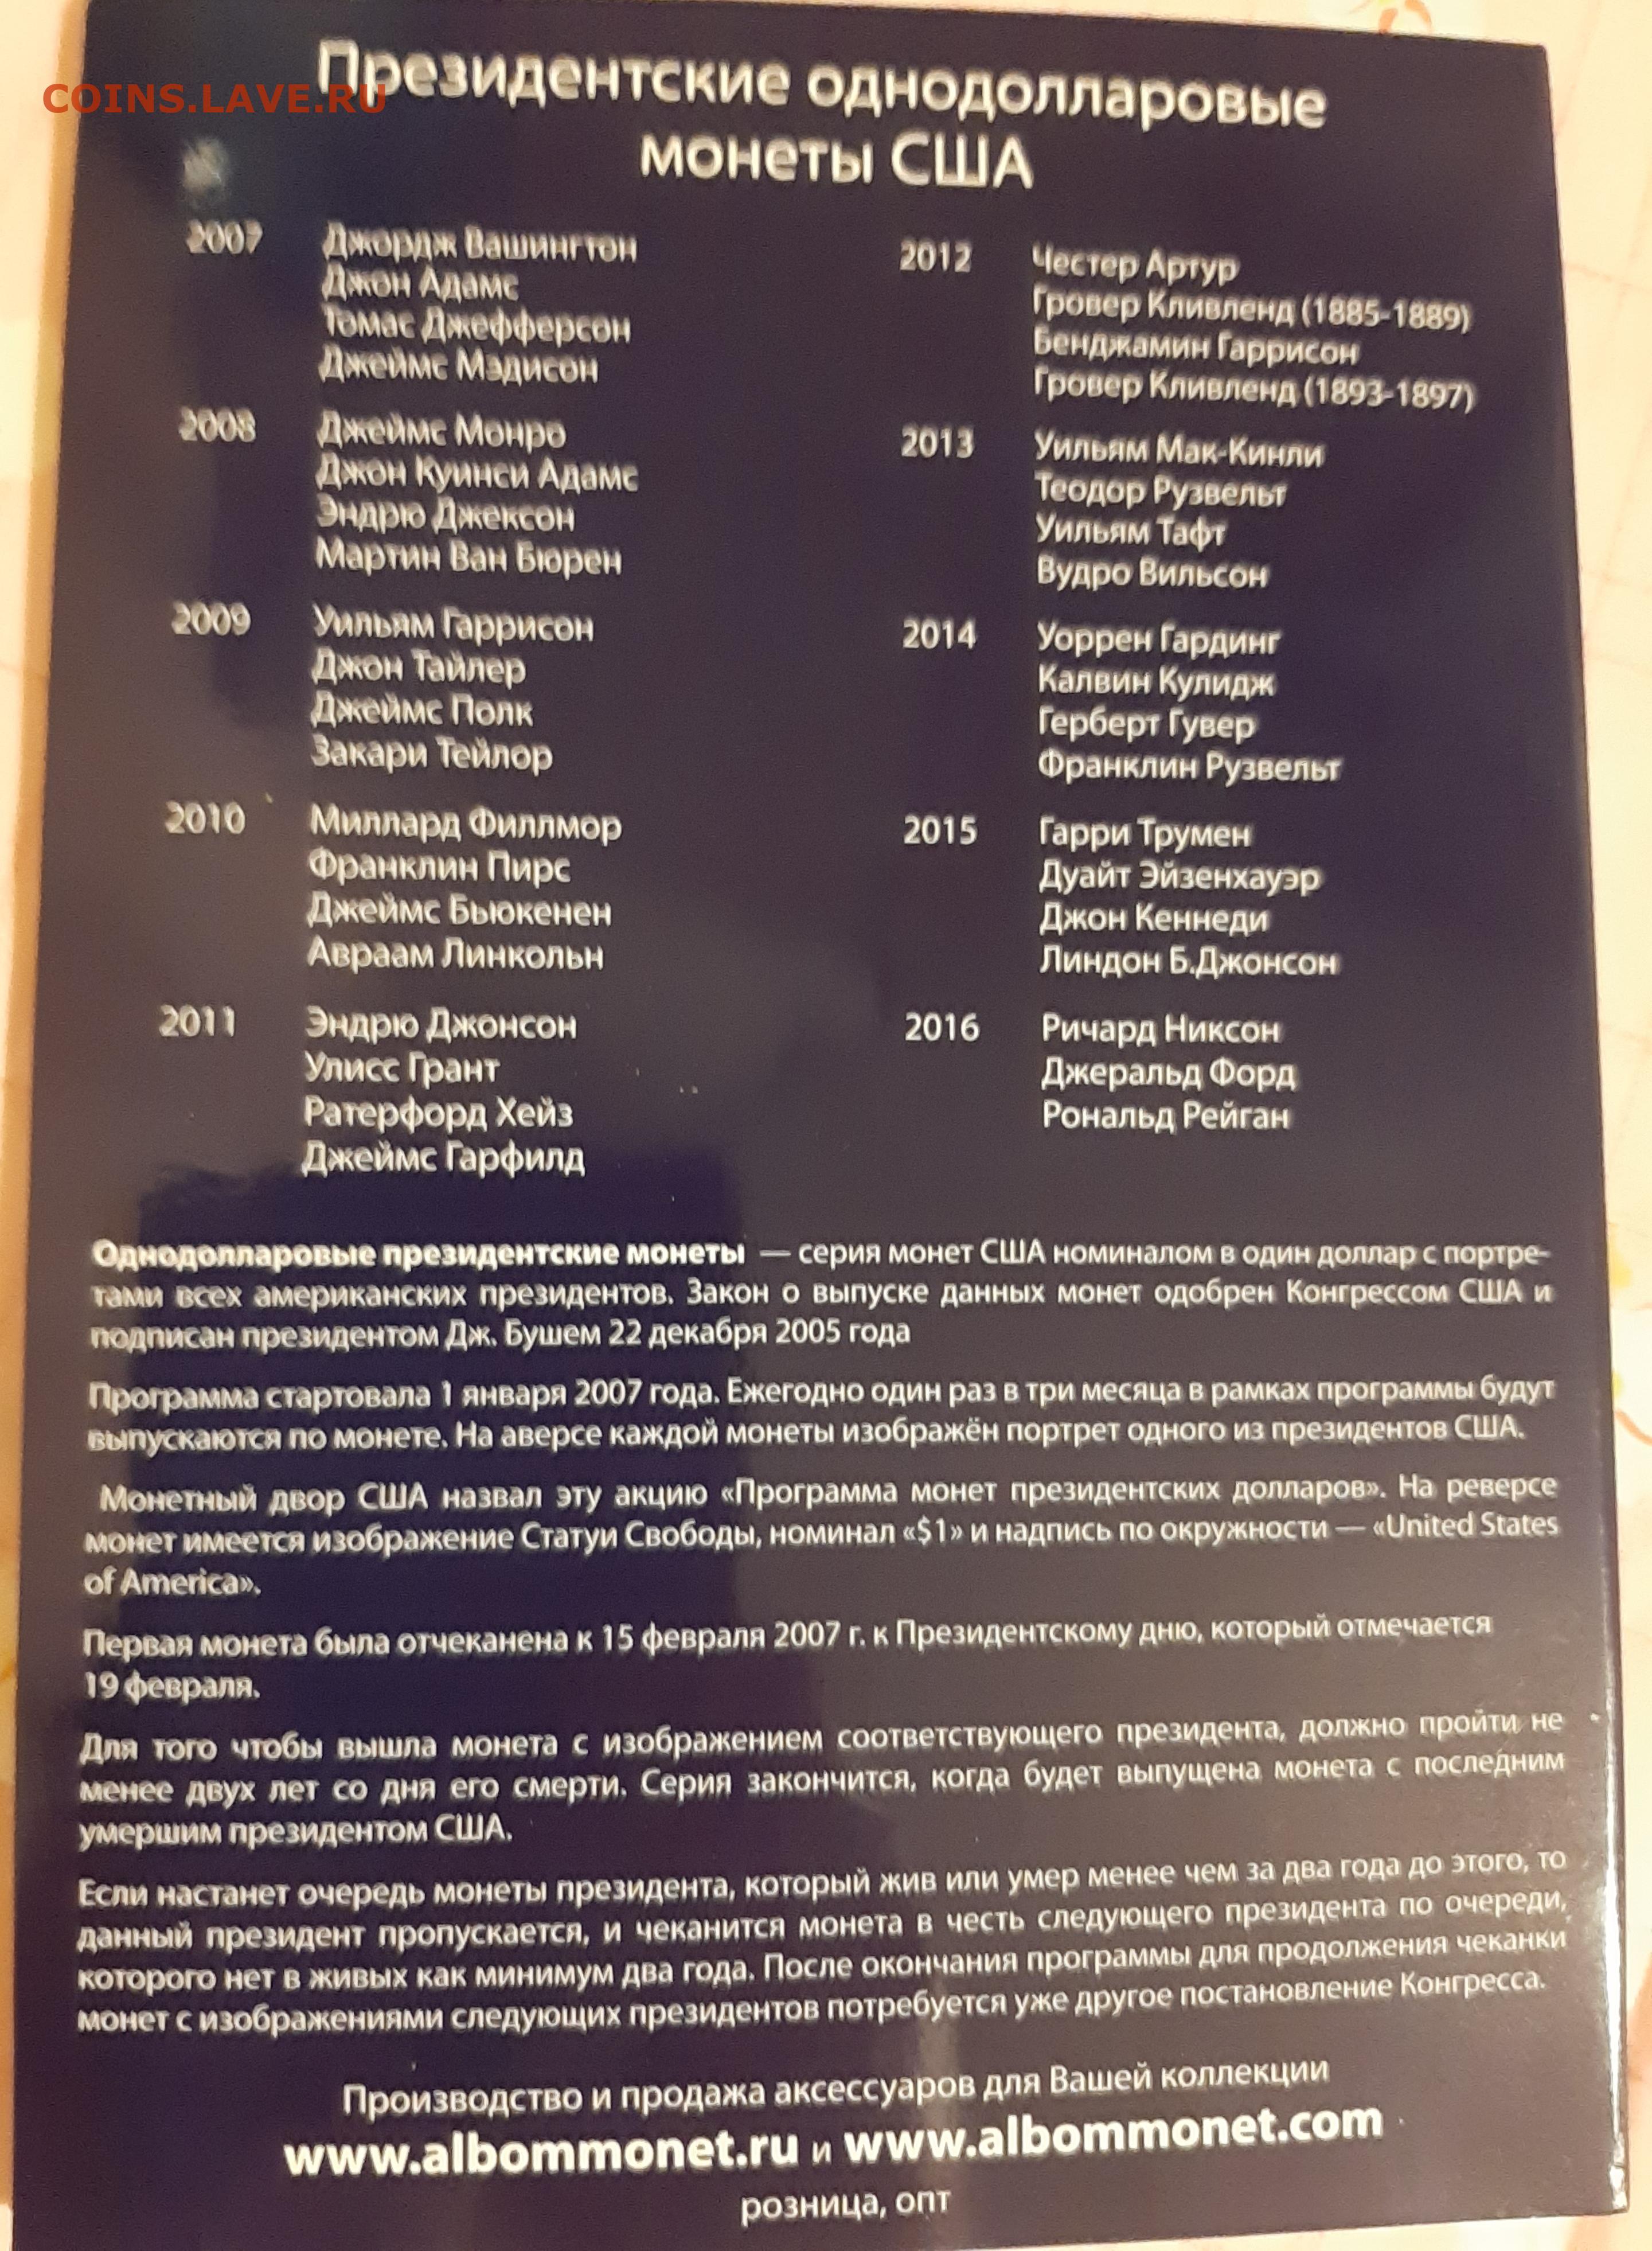 COINS.LAVE.RU
Президентские однодолларовые
монеты США
2007 Джордж Вашингтон
Джон Адамс
Томас Джефферсон
Джеймс Мэдисон
2008 Джеймс Монро
Джон Куинси Адамс
Эндрю Джексон
Мартин Ван Бюрен
2009 Уильям Гаррисон
Джон Тайлер
Джеймс Полк
Закари Тейлор
2010 Миллард Филлмор
Франклин Пирс
Джеймс Бьюкенен
Авраам Линкольн
2011 Эндрю Джонсон
Улисс Грант
Ратерфорд Хейз
Джеймс Гарфилд
2012 Честер Артур
Гровер Кливленд (1885-1889)
Бенджамин Гаррисон
Гровер Кливленд (1893-1897)
2013 Уильям Мак-Кинли
Теодор Рузвельт
Уильям Тафт
Вудро Вильсон
2014 Уоррен Гардинг
Калвин Кулидж
Герберт Гувер
Франклин Рузвельт
2015 Гарри Трумен
Дуайт Эйзенхауэр
Джон Кеннеди
Линдон Б.Джонсон
2016 Ричард Никсон
Джеральд Форд
Рональд Рейган
Однодолларовые президентские монеты — серия монет США номиналом в один доллар с портре-
тами всех американских президентов. Закон о выпуске данных монет одобрен Конгрессом США и
подписан президентом Дж. Бушем 22 декабря 2005 года
Программа стартовала 1 января 2007 года. Ежегодно один раз в три месяца в рамках программы будут
выпускаются по монете. На аверсе каждой монеты изображён портрет одного из президентов США.
Монетный двор США назвал эту акцию «Программа монет президентских долларов». На реверсе
монет имеется изображение Статуи Свободы, номинал «$1» и надпись по окружности — «United States
of America».
Первая монета была отчеканена к 15 февраля 2007 г. к Президентскому дню, который отмечается
19 февраля.
Для того чтобы вышла монета с изображением соответствующего президента, должно пройти не
менее двух лет со дня его смерти. Серия закончится, когда будет выпущена монета с последним
умершим президентом США.
Если настанет очередь монеты президента, который жив или умер менее чем за два года до этого, то
данный президент пропускается, и чеканится монета в честь следующего президента по очереди,
которого нет в живых как минимум два года. После окончания программы для продолжения чеканки
монет с изображениями следующих президентов потребуется уже другое постановление Конгресса.
Производство и продажа аксессуаров для Вашей коллекции
www.albommonet.ru и www.albommonet.com
розница, опт